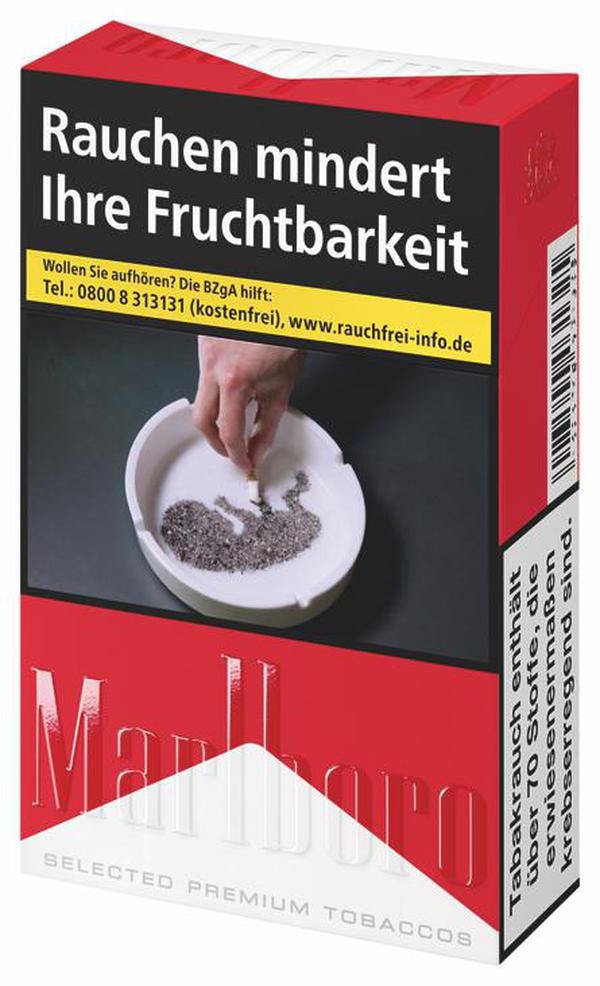 Marlboro
Rauchen mindert
Ihre Fruchtbarkeit
Wollen Sie aufhören? Die BZgA hilft:
Tel.: 0800 8 313131 (kostenfrei), www.rauchfrei-info.de
Marlboro
SELECTED PREMIUM TOBACCOS
Tabakrauch enthält
über 70 Stoffe, die
erwiesenermaßen
krebserregend sind.